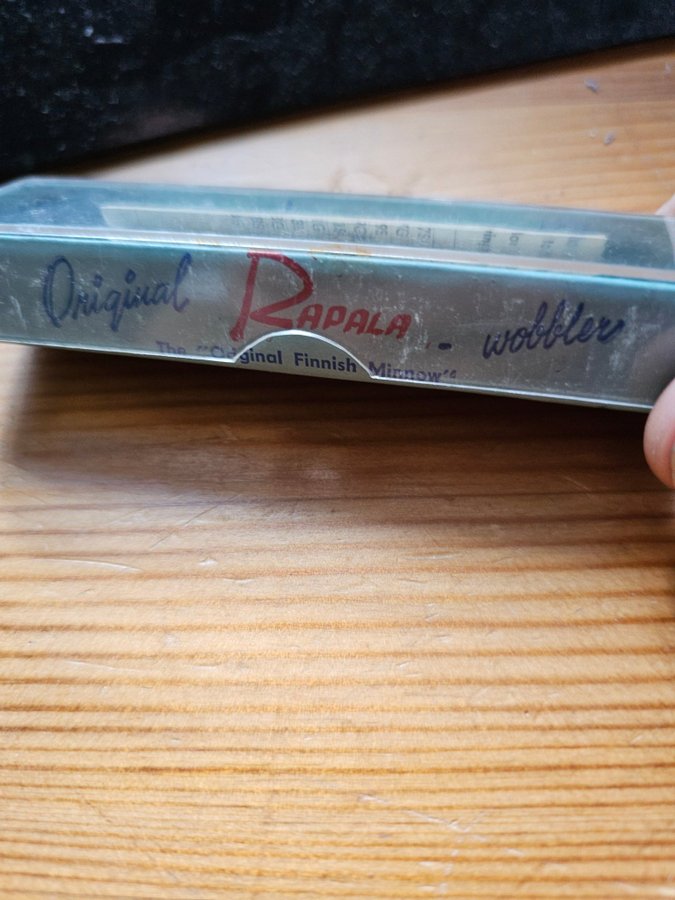 Original RAPALA - wobbler
The "Original Finnish Minnow"